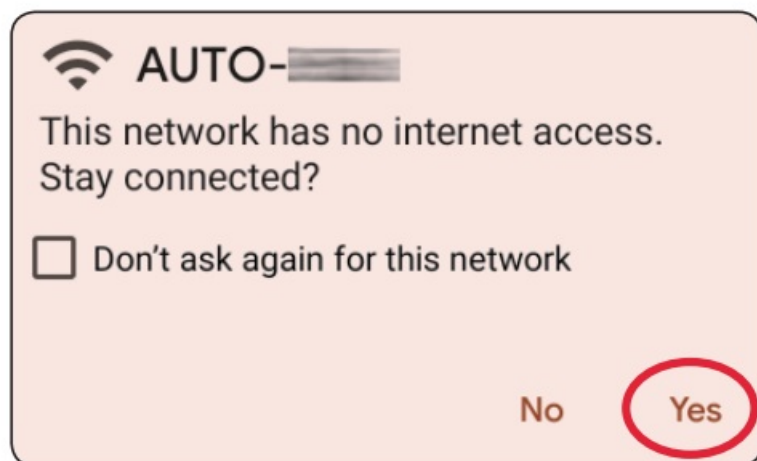 AUTO-
This network has no internet access.
Stay connected?
Don't ask again for this network
No Yes